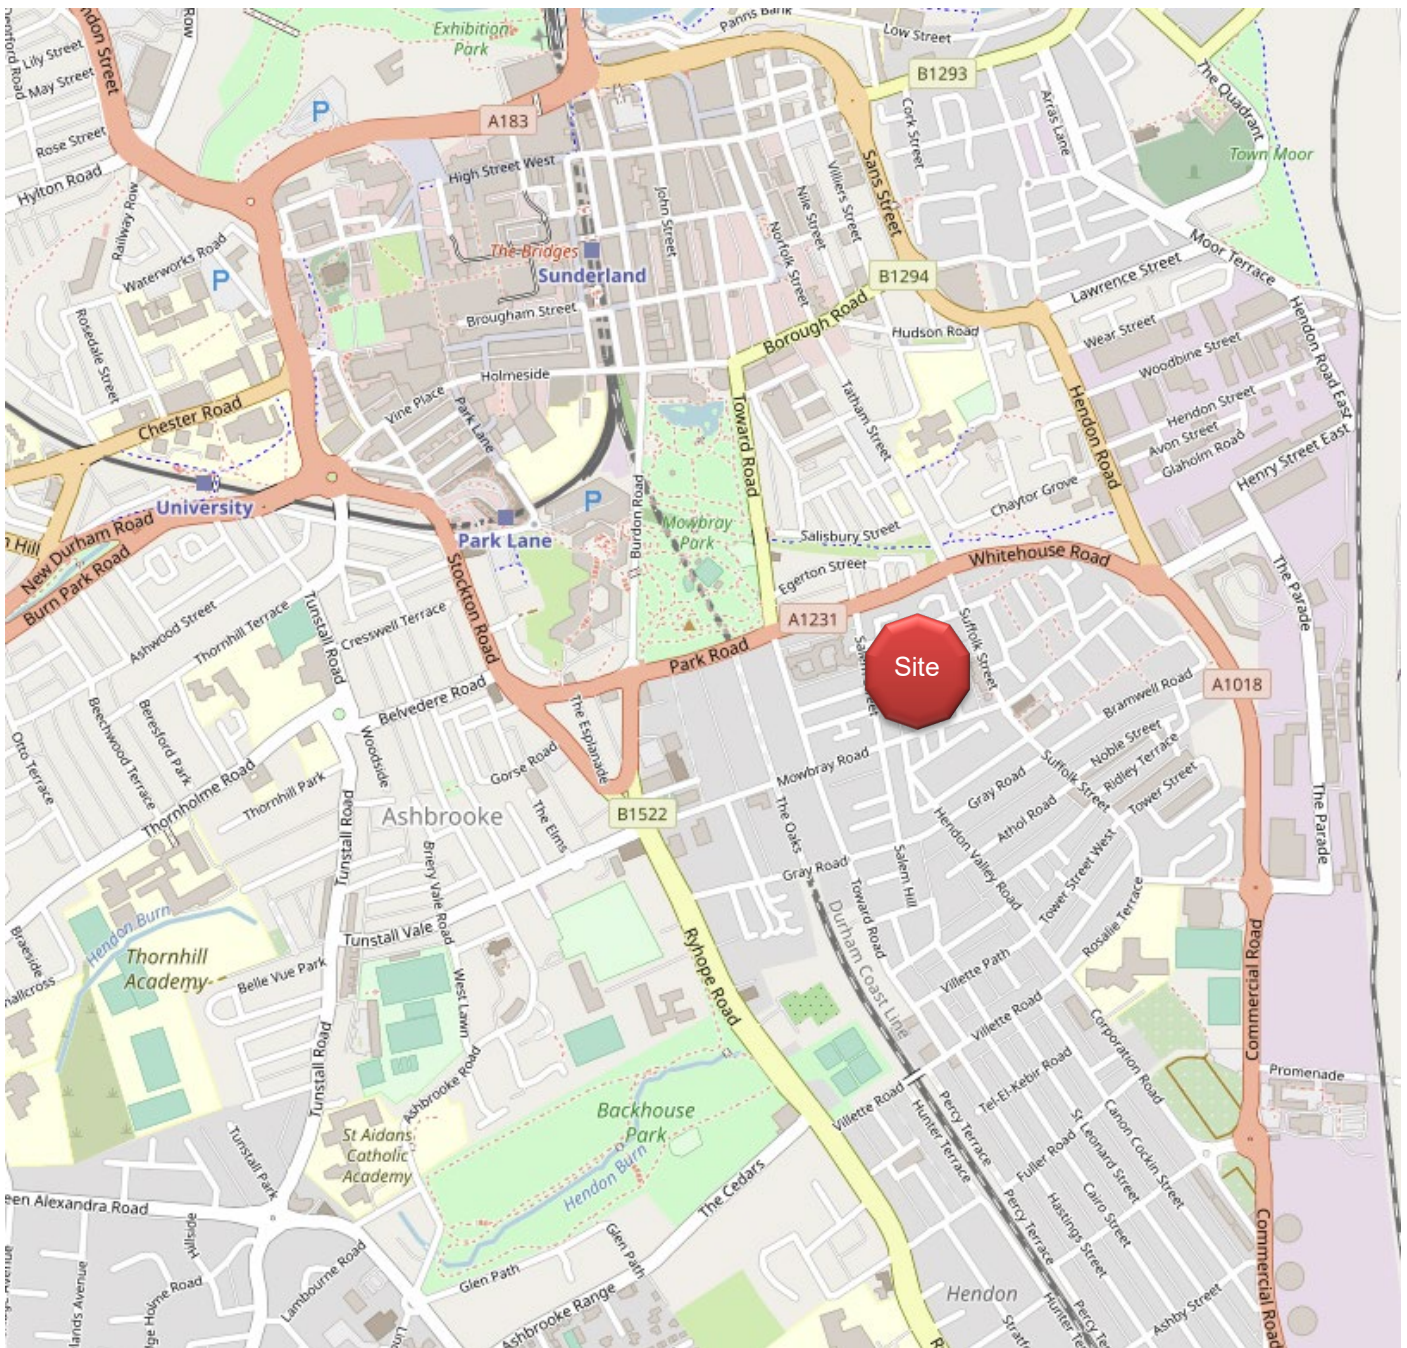 Exhibition
Park
Panns Bank
Low Street
Lily Street
May Street
Rose Street
Hylton Road
Railway Row
P
A183
B1293
The Quadrant
Town Moor
Cork Street
Arras Lane
High Street West
John Street
Villiers Street
Nile Street
Norfolk Street
Sans Street
Waterworks Road
P
The Bridges
Sunderland
B1294
Moor Terrace
Lawrence Street
Rosedale Street
Brougham Street
Borough Road
Hudson Road
Wear Street
Woodbine Street
Hendon Road East
Holmeside
Chester Road
Vine Place
Park Lane
Toward Road
Tatham Street
Hendon Road
Hendon Street
Avon Street
Glaholm Road
Henry Street East
University
P
Park Lane
Burdon Road
Mowbray
Park
Chaytor Grove
Salisbury Street
Whitehouse Road
New Durham Road
Burn Park Road
Stockton Road
Egerton Street
The Parade
Ashwood Street
Thornhill Terrace
Tunstall Road
Cresswell Terrace
A1231
Park Road
Suffolk Street
Site
A1018
Beechwood Terrace
Beresford Park
Belvedere Road
The Esplanade
Bramwell Road
Otto Terrace
Woodside
Gorse Road
Mowbray Road
Noble Street
Ridley Terrace
Tower Street
Thornholme Road
Thornhill Park
Ashbrooke
The Elms
B1522
The Oaks
Gray Road
Suffolk Street
Athol Road
The Parade
Tunstall Road
Briery Vale Road
Gray Road
Salem Hill
Hendon Valley Road
Tower Street West
Rosalie Terrace
Braeside
Hendon Burn
Thornhill
Academy
Tunstall Vale
Belle Vue Park
West Lawn
Ryhope Road
Durham Coast Line
Toward Road
Villette Path
Villette Road
Commercial Road
Tunstall Road
Ashbrooke Road
Corporation Road
Tel-El-Kebir Road
Promenade
Backhouse
Park
Villette Road
Hunter Terrace
Percy Terrace
Canon Cockin Street
St Leonard Street
Fuller Road
Tunstall Park
St Aidans
Catholic
Academy
Hendon Burn
The Cedars
Percy Terrace
Hastings Street
Cairo Street
een Alexandra Road
Hillside
Lambourne Road
Glen Path
Glen Path
Ashbrooke Range
Hendon
Ashby Street
Commercial Road